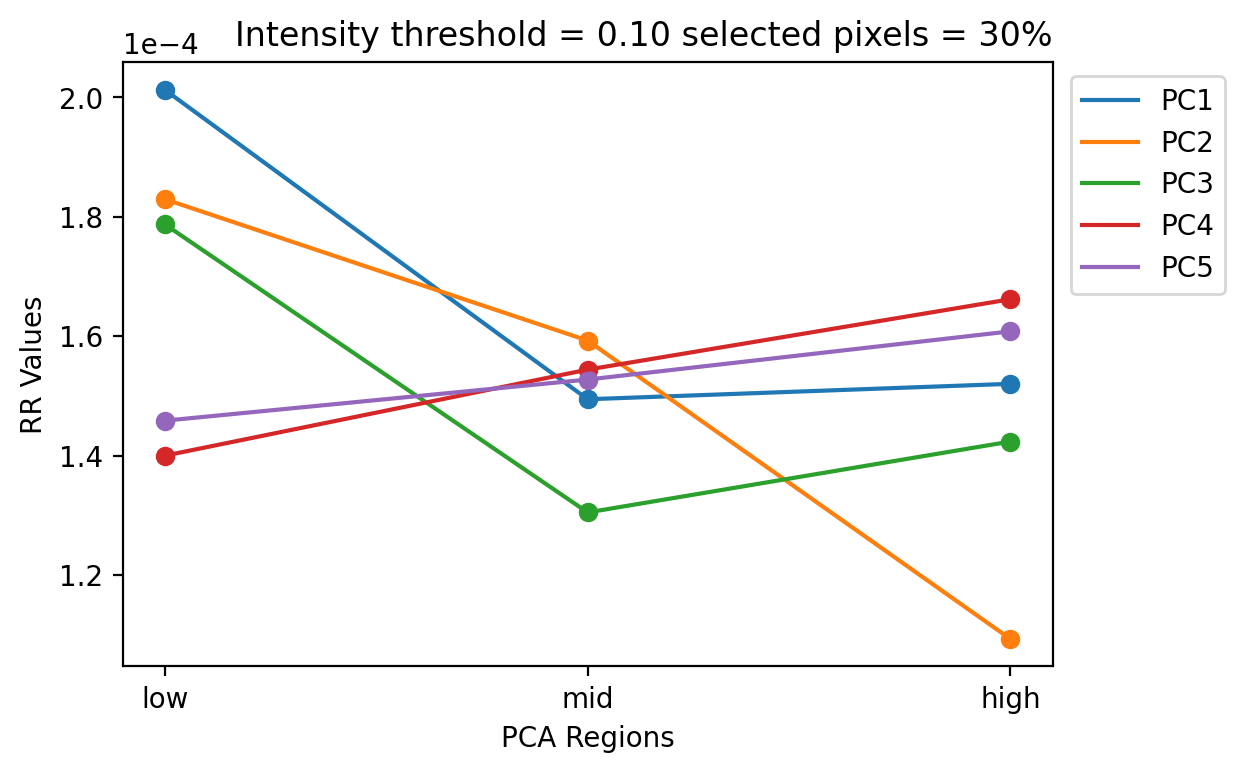 Intensity threshold = 0.10 selected pixels = 30%
1e−4
2.0
1.8
1.6
1.4
1.2
RR Values
low
mid
high
PCA Regions
PC1
PC2
PC3
PC4
PC5